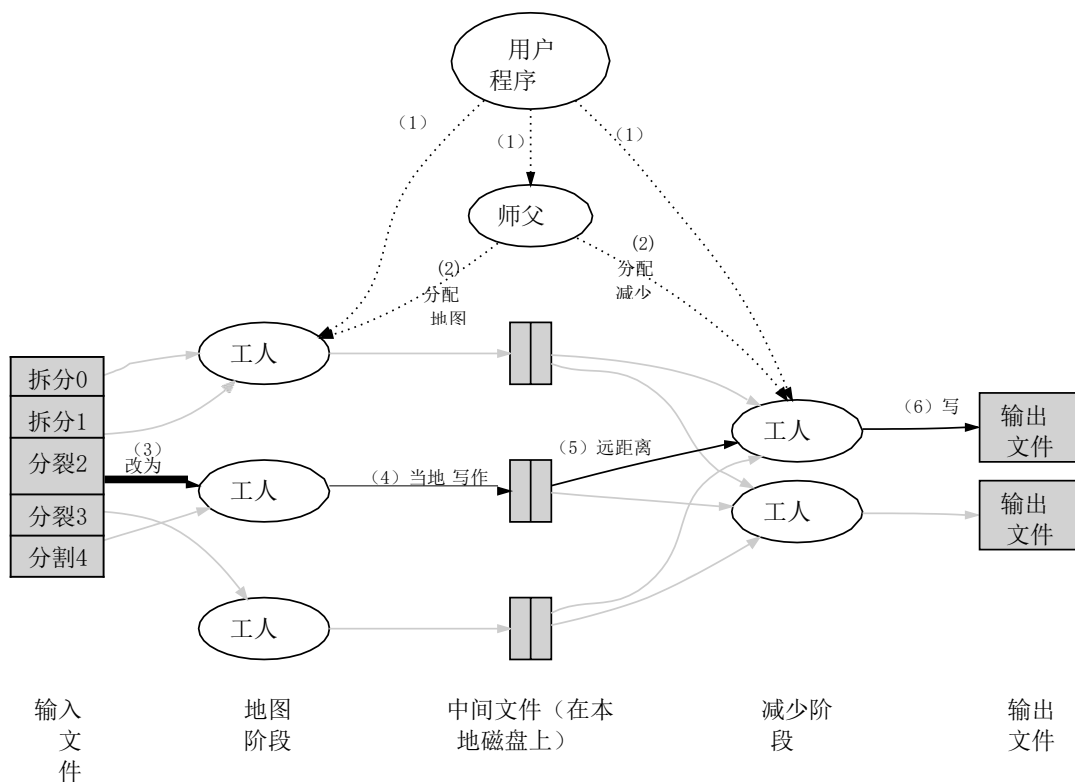 用户
程序
（1）
（1）
（1）
师父
(2)
分配
地图
(2)
分配
减少
工人
拆分0
拆分1
分裂2
分裂3
分割4
（3）
改为
工人
（4）当地 写作
（5）远距离
工人
（6）写
输出
文件
工人
输出
文件
工人
输入
文
件
地图
阶段
中间文件（在本
地磁盘上）
减少阶
段
输出
文件